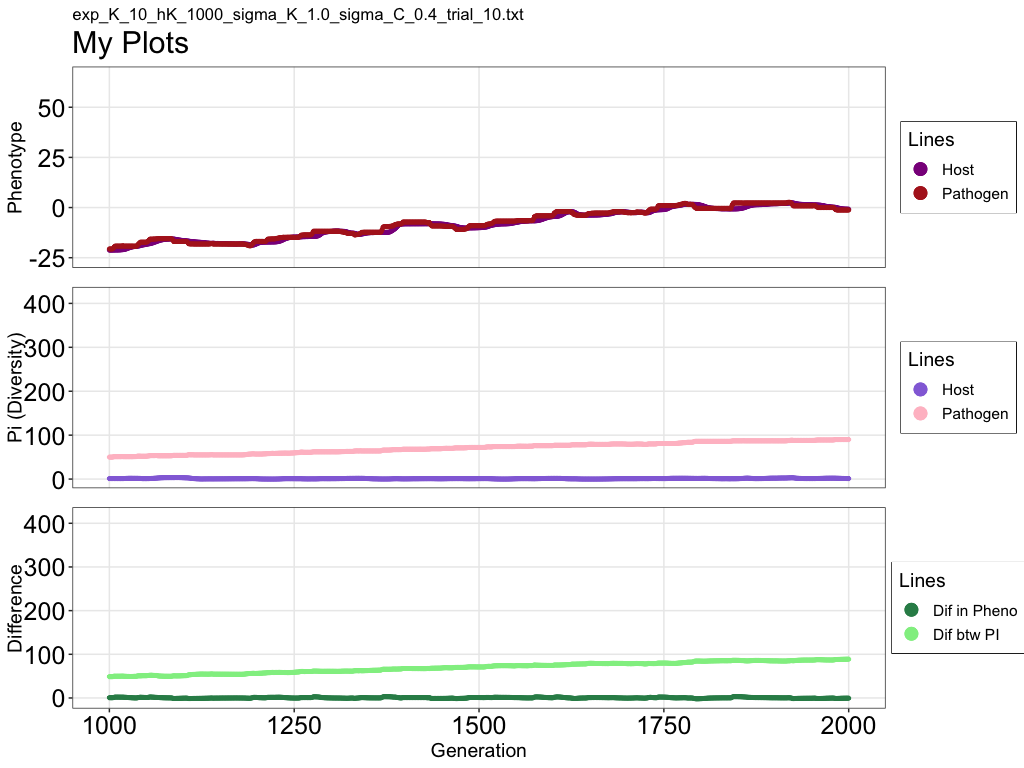 exp_K_10_hK_1000_sigma_K_1.0_sigma_C_0.4_trial_10.txt
My Plots
Phenotype
50
25
0
-25
Lines
Host
Pathogen
Pi (Diversity)
400
300
200
100
0
Lines
Host
Pathogen
Difference
400
300
200
100
0
Lines
Dif in Pheno
Dif btw PI
1000 1250 1500 1750 2000
Generation